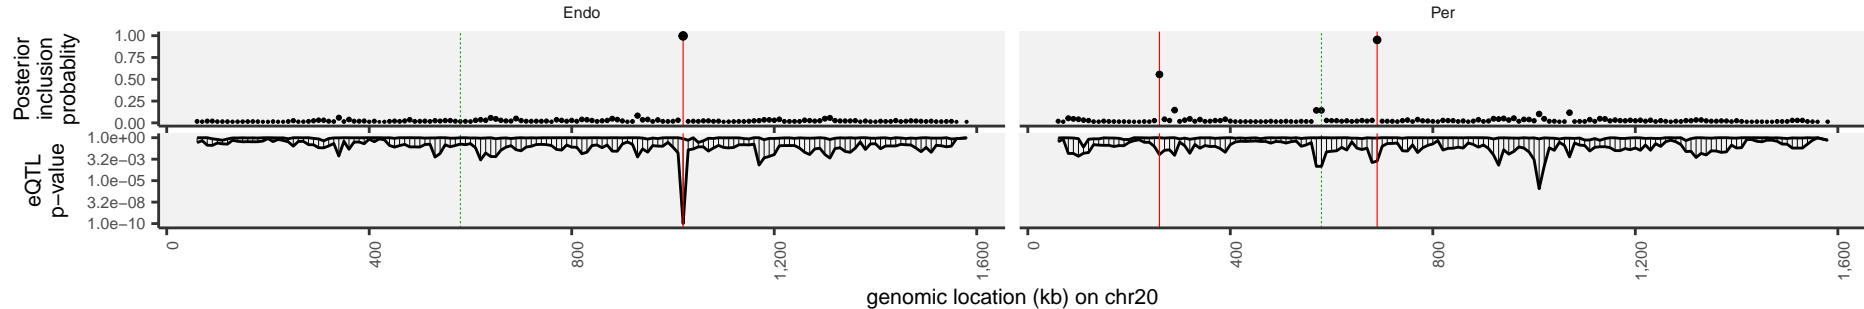 Endo
Per
Posterior
inclusion
probablity
1.00
0.75
0.50
0.25
0.00
eQTL
p−value
1.0e+00
3.2e−03
1.0e−05
3.2e−08
1.0e−10
0
400
800
1,200
1,600
0
400
800
1,200
1,600
genomic location (kb) on chr20